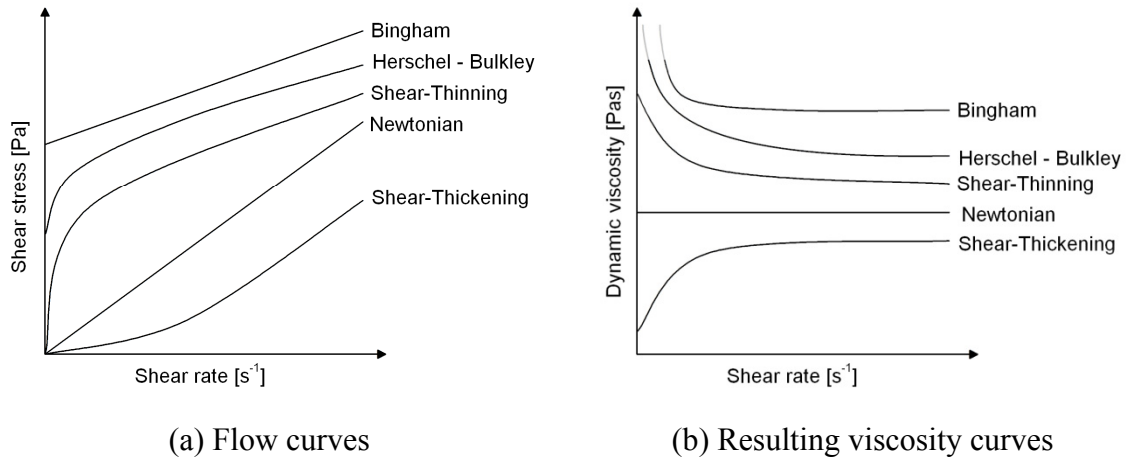 Bingham
Herschel - Bulkley
Shear-Thinning
Newtonian
Shear-Thickening
Shear stress [Pa]
Shear rate [s-1]
(a) Flow curves
Bingham
Herschel - Bulkley
Shear-Thinning
Newtonian
Shear-Thickening
Dynamic viscosity [Pas]
Shear rate [s-1]
(b) Resulting viscosity curves